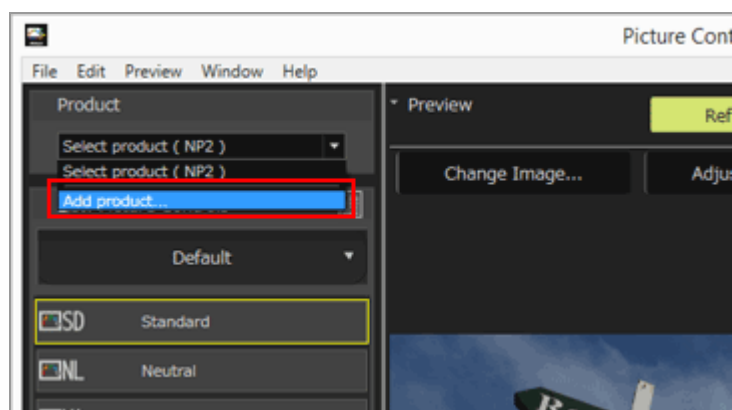 Picture Cont
File Edit Preview Window Help
Product
Preview
Ref
Select product ( NP2 )
Select product ( NP2 )
Change Image...
Adjus
Add product...
Default
SD Standard
NL Neutral